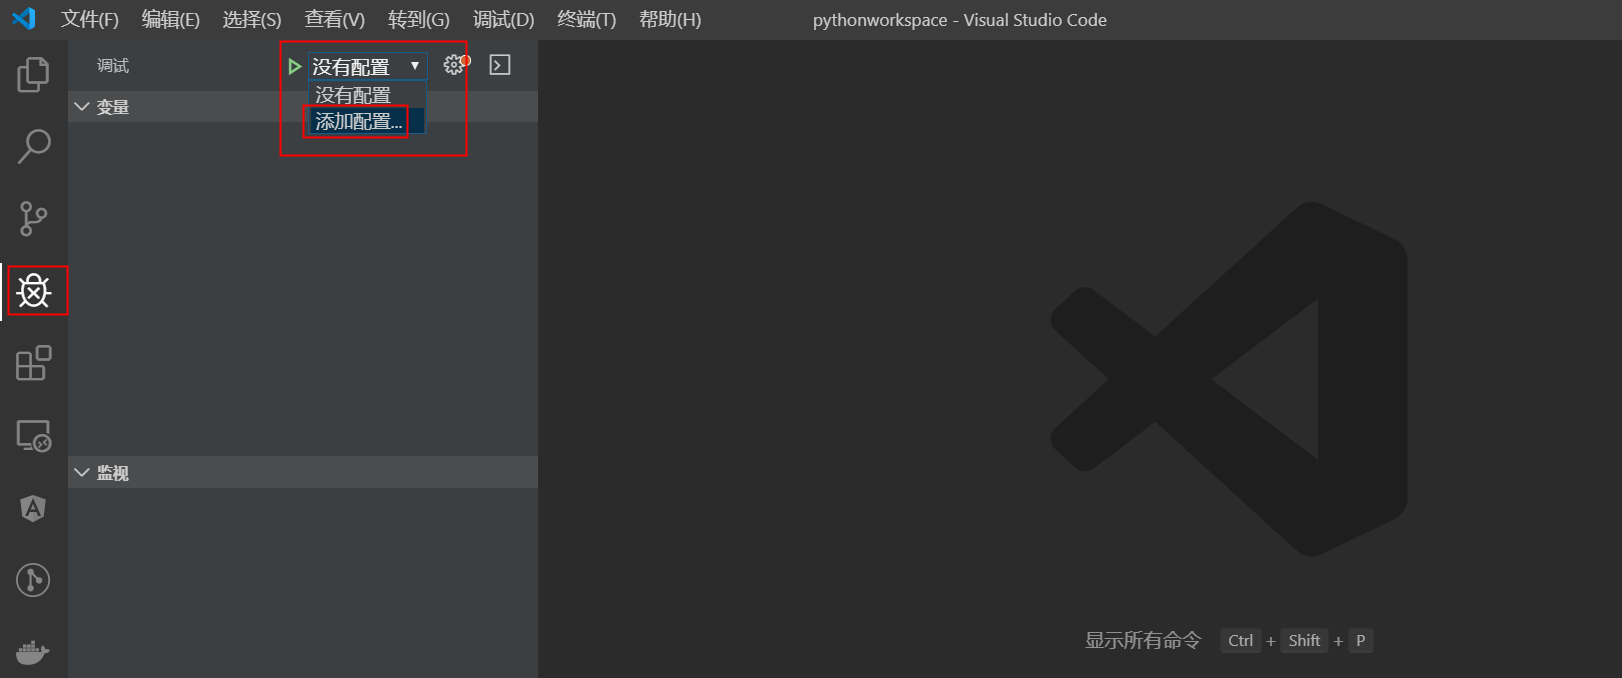 文件(F) 编辑(E) 选择(S) 查看(V) 转到(G) 调试(D) 终端(T) 帮助(H) pythonworkspace - Visual Studio Code
调试 没有配置
没有配置
变量
添加配置...
监视
显示所有命令 Ctrl + Shift + P